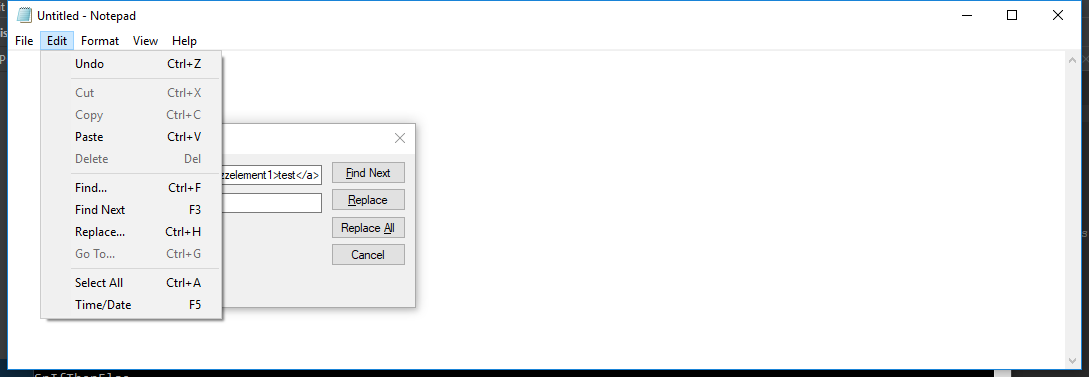 Untitled - Notepad
File Edit Format View Help
Undo Ctrl+Z
Cut Ctrl+X
Copy Ctrl+C
Paste Ctrl+V
Delete Del
Find... Ctrl+F
Find Next F3
Replace... Ctrl+H
Go To... Ctrl+G
Select All Ctrl+A
Time/Date F5
zzelement1>test</a>
Find Next
Replace
Replace All
Cancel